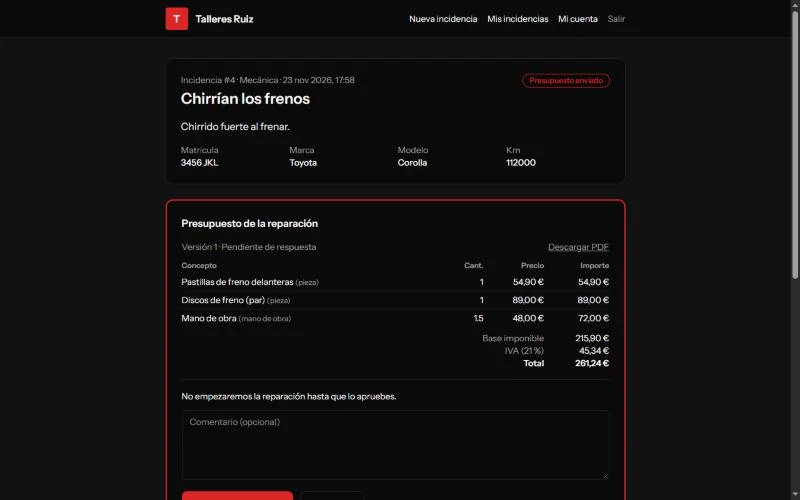 T Talleres Ruiz Nueva incidencia Mis incidencias Mi cuenta Salir
Incidencia #4 · Mecánica · 23 nov 2026, 17:58 Presupuesto enviado
Chirrían los frenos
Chirrido fuerte al frenar.
Matrícula Marca Modelo Km
3456 JKL Toyota Corolla 112000
Presupuesto de la reparación
Versión 1 · Pendiente de respuesta Descargar PDF
Concepto Cant. Precio Importe
Pastillas de freno delanteras (pieza) 1 54,90 € 54,90 €
Discos de freno (par) (pieza) 1 89,00 € 89,00 €
Mano de obra (mano de obra) 1.5 48,00 € 72,00 €
Base imponible 215,90 €
IVA (21 %) 45,34 €
Total 261,24 €
No empezaremos la reparación hasta que lo apruebes.
Comentario (opcional)